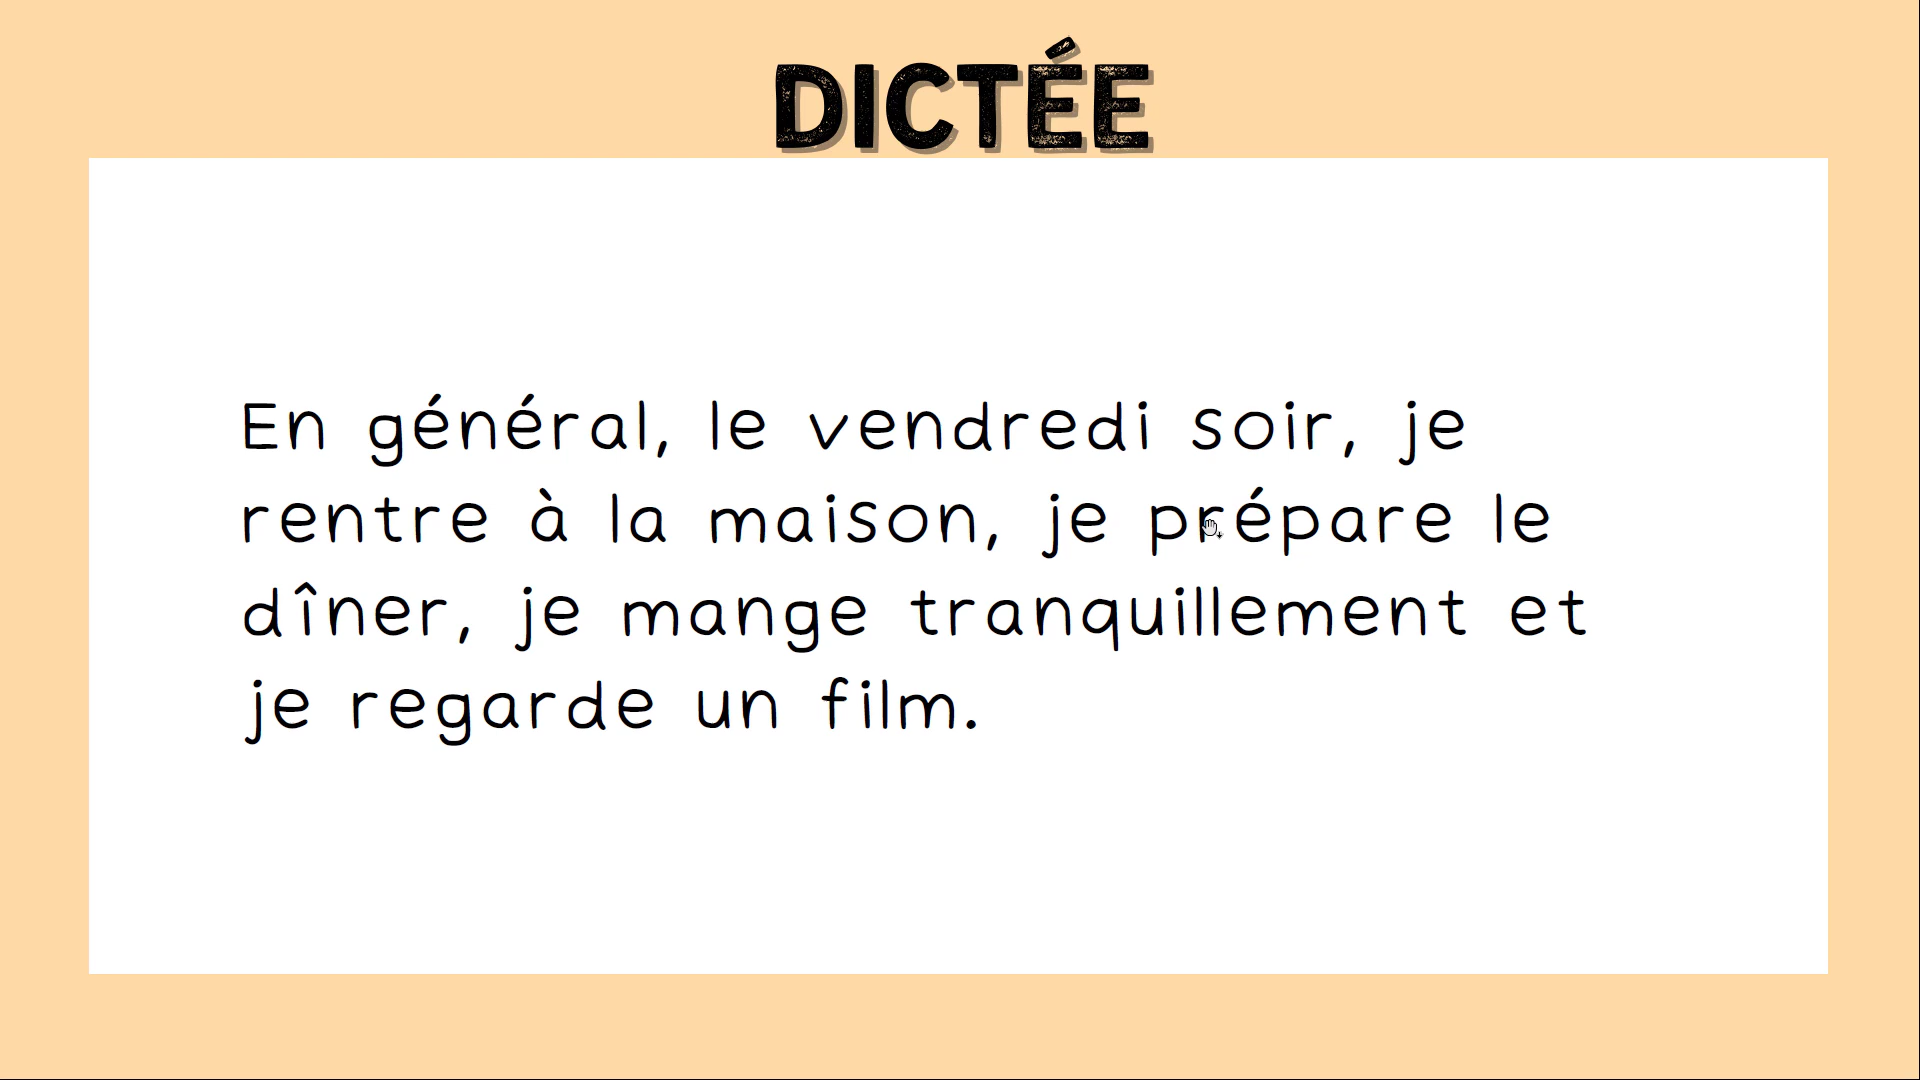 DICTÉE
En général, le vendredi soir, je
rentre à la maison, je prépare le
dîner, je mange tranquillement et
je regarde un film.